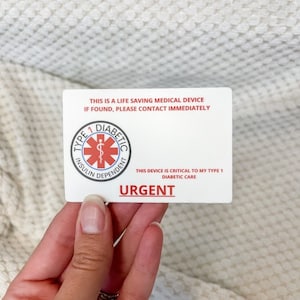 THIS IS A LIFE SAVING MEDICAL DEVICE
IF FOUND, PLEASE CONTACT IMMEDIATELY
TYPE 1 DIABETIC
INSULIN DEPENDENT
THIS DEVICE IS CRITICAL TO MY TYPE 1
DIABETIC CARE
URGENT